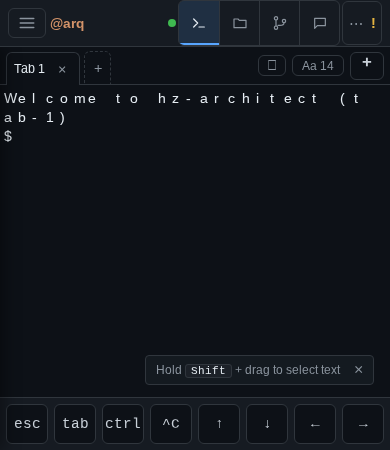 @arq
... !
Tab 1 × +
Aa 14 +
Welcome to hz-architect (t
ab-1)
$
Hold Shift + drag to select text ×
esc tab ctrl ^C ↑ ↓ ← →